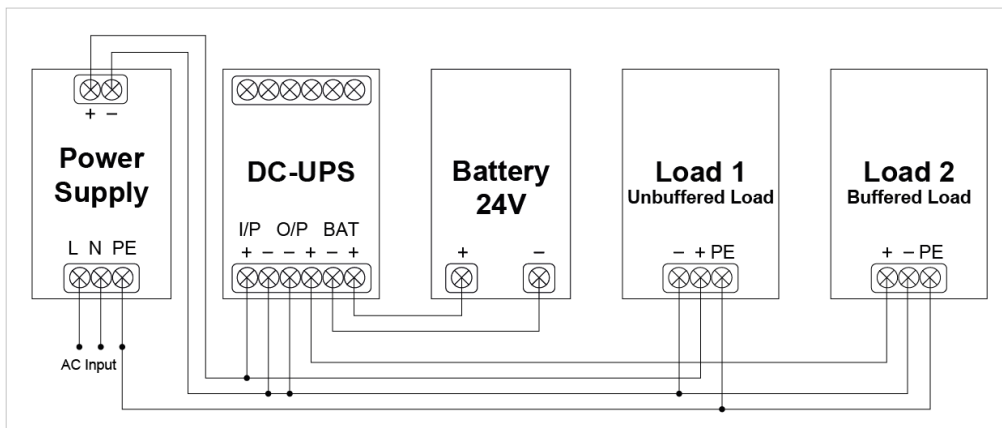 + −
Power
Supply
L N PE
AC Input
DC-UPS
I/P O/P BAT
+ − − + − +
Battery
24V
+ −
Load 1
Unbuffered Load
− + PE
Load 2
Buffered Load
+ − PE